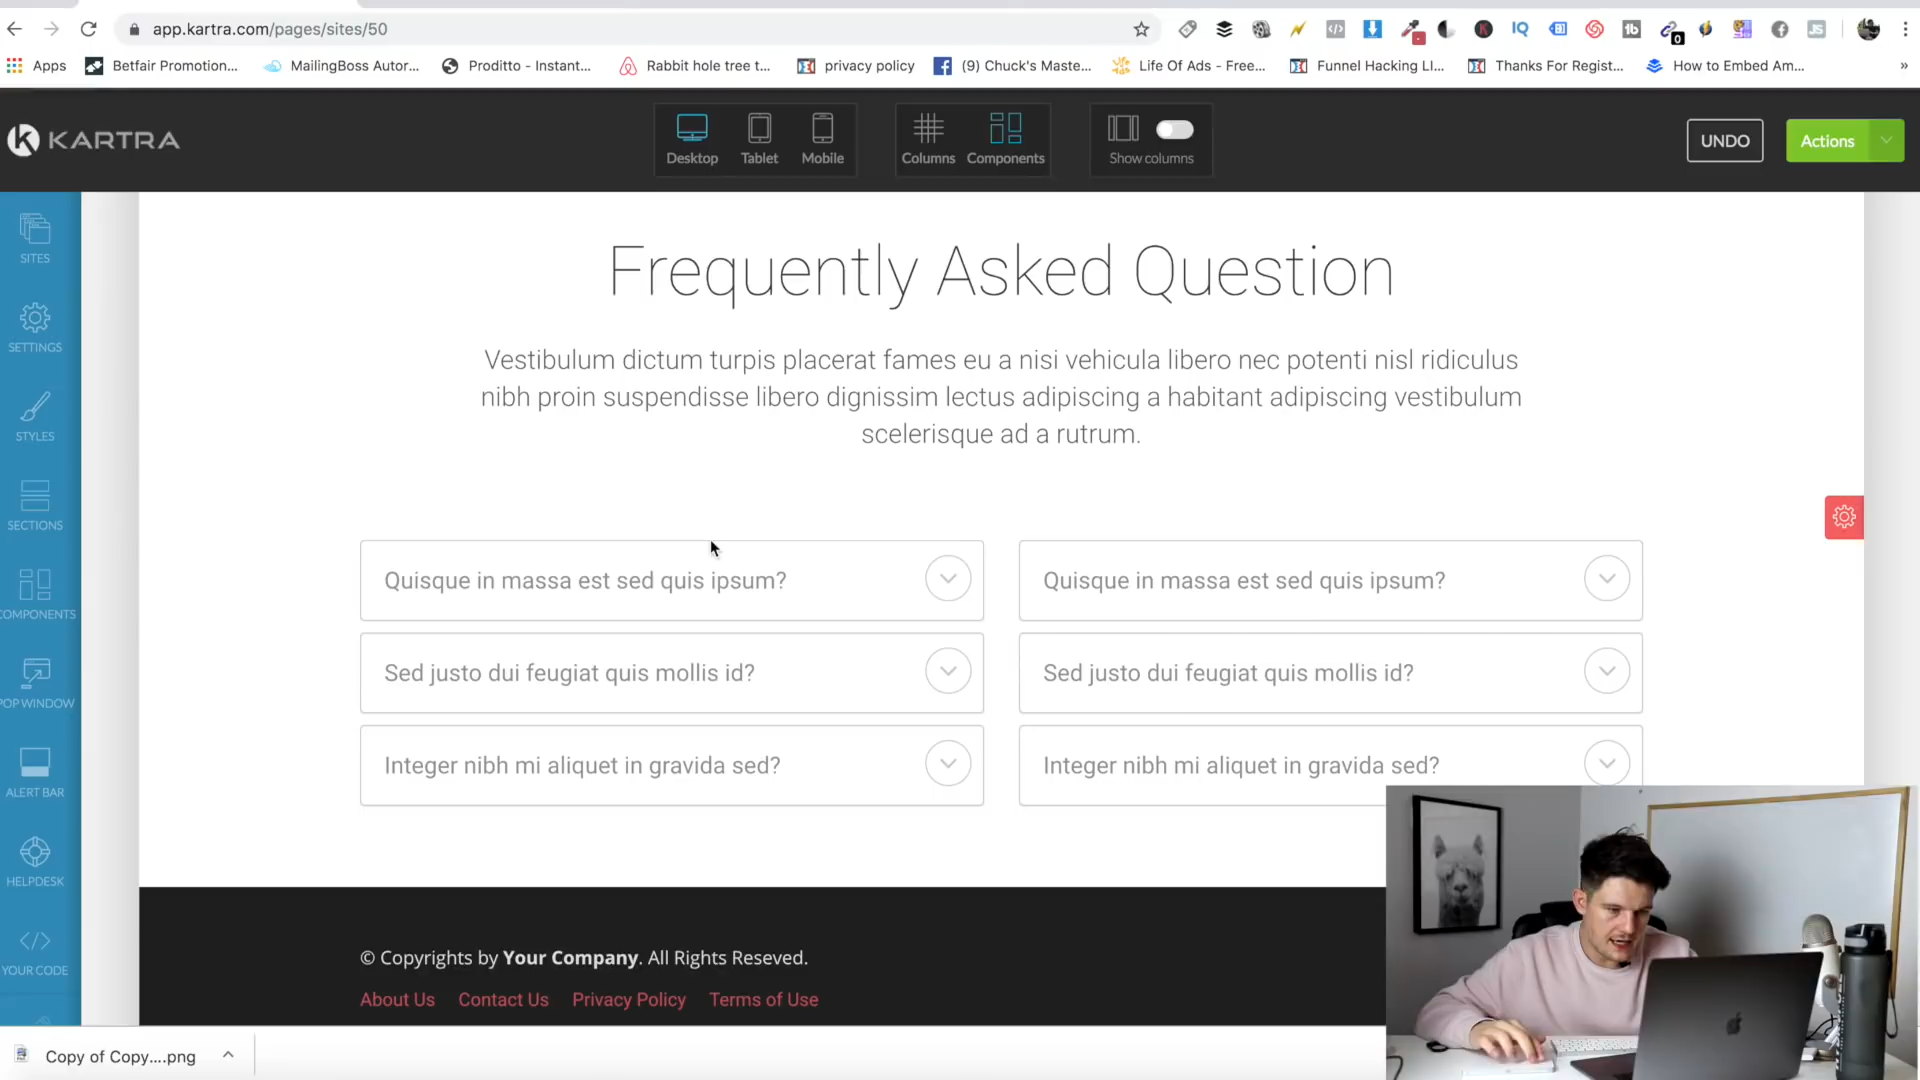 app.kartra.com/pages/sites/50
Apps
Betfair Promotion...
MailingBoss Autor...
Proditto - Instant...
Rabbit hole tree t...
privacy policy
(9) Chuck's Maste...
Life Of Ads - Free...
Funnel Hacking LI...
Thanks For Regist...
How to Embed Am...
»
KARTRA
Desktop
Tablet
Mobile
Columns
Components
Show columns
UNDO
Actions
SITES
SETTINGS
STYLES
SECTIONS
COMPONENTS
POP WINDOW
ALERT BAR
HELPDESK
YOUR CODE
Frequently Asked Question
Vestibulum dictum turpis placerat fames eu a nisi vehicula libero nec potenti nisl ridiculus
nibh proin suspendisse libero dignissim lectus adipiscing a habitant adipiscing vestibulum
scelerisque ad a rutrum.
Quisque in massa est sed quis ipsum?
Quisque in massa est sed quis ipsum?
Sed justo dui feugiat quis mollis id?
Sed justo dui feugiat quis mollis id?
Integer nibh mi aliquet in gravida sed?
Integer nibh mi aliquet in gravida sed?
© Copyrights by Your Company. All Rights Reseved.
About Us Contact Us Privacy Policy Terms of Use
Copy of Copy....png